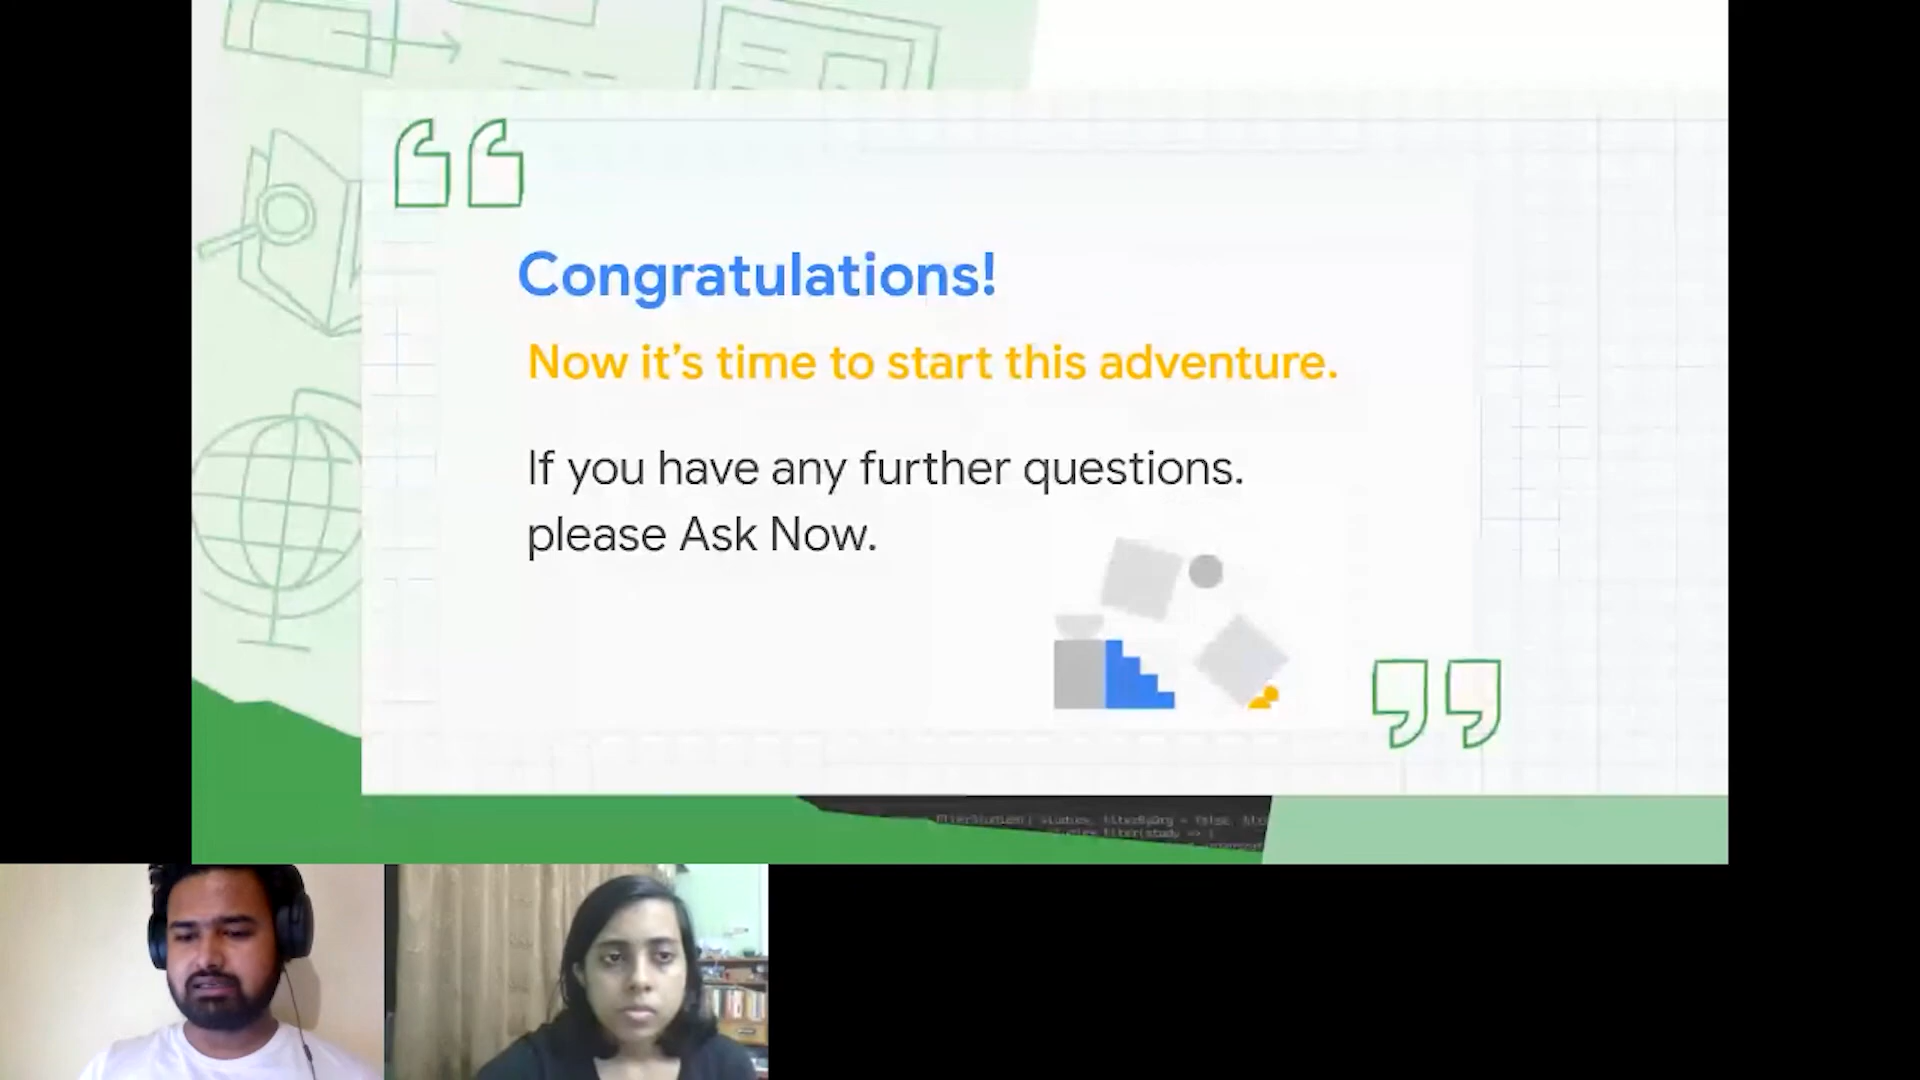 Congratulations!
Now it's time to start this adventure.
If you have any further questions.
please Ask Now.